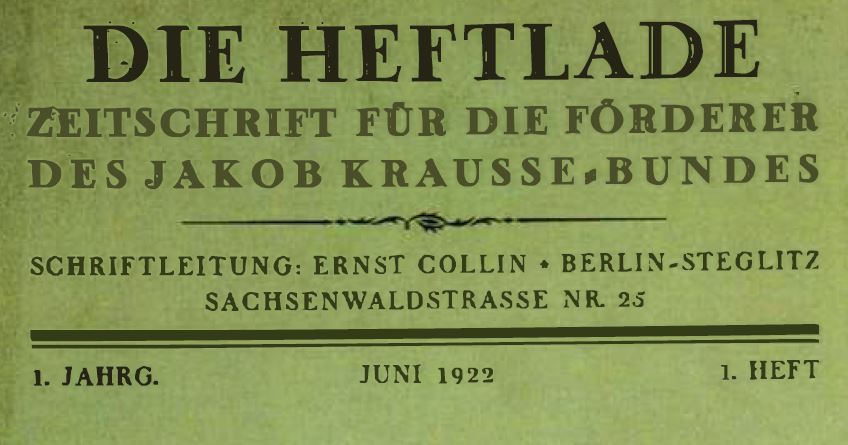 DIE HEFTLADE
ZEITSCHRIFT FÜR DIE FÖRDERER
DES JAKOB KRAUSSE-BUNDES
SCHRIFTLEITUNG: ERNST COLLIN • BERLIN-STEGLITZ
SACHSENWALDSTRASSE NR. 25
1. JAHRG. JUNI 1922 1. HEFT